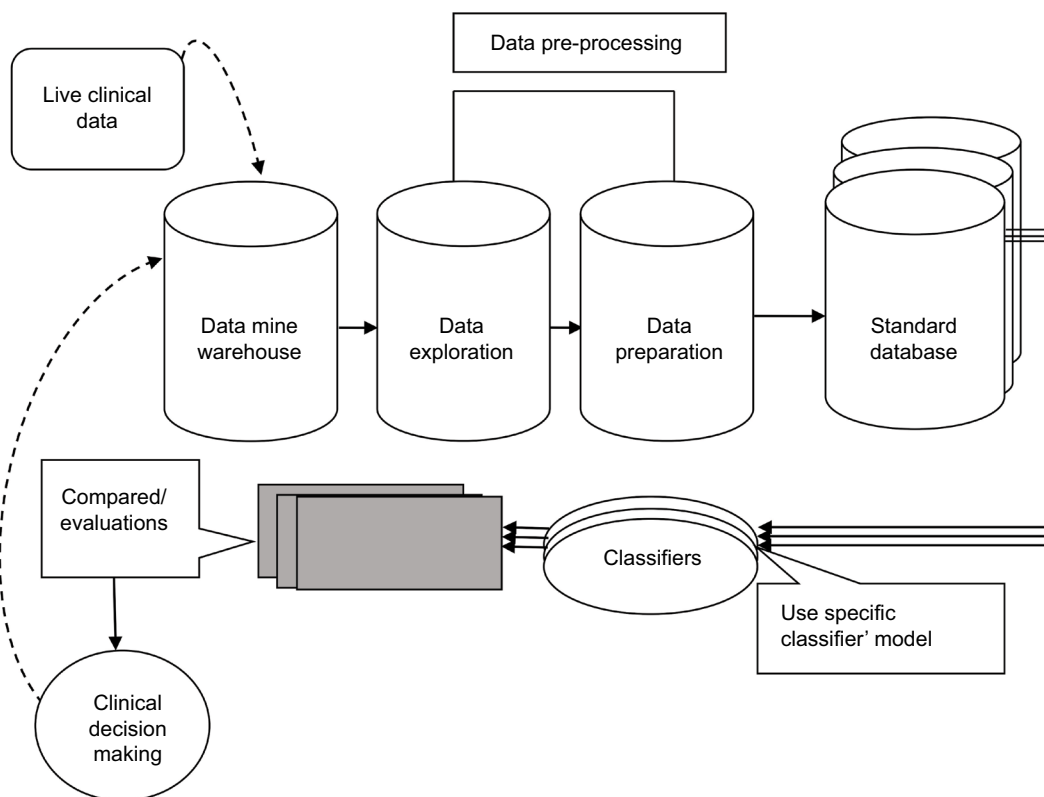 Data pre-processing
Live clinical
data
Data mine
warehouse
Data
exploration
Data
preparation
Standard
database
Compared/
evaluations
Classifiers
Use specific
classifier’ model
Clinical
decision
making